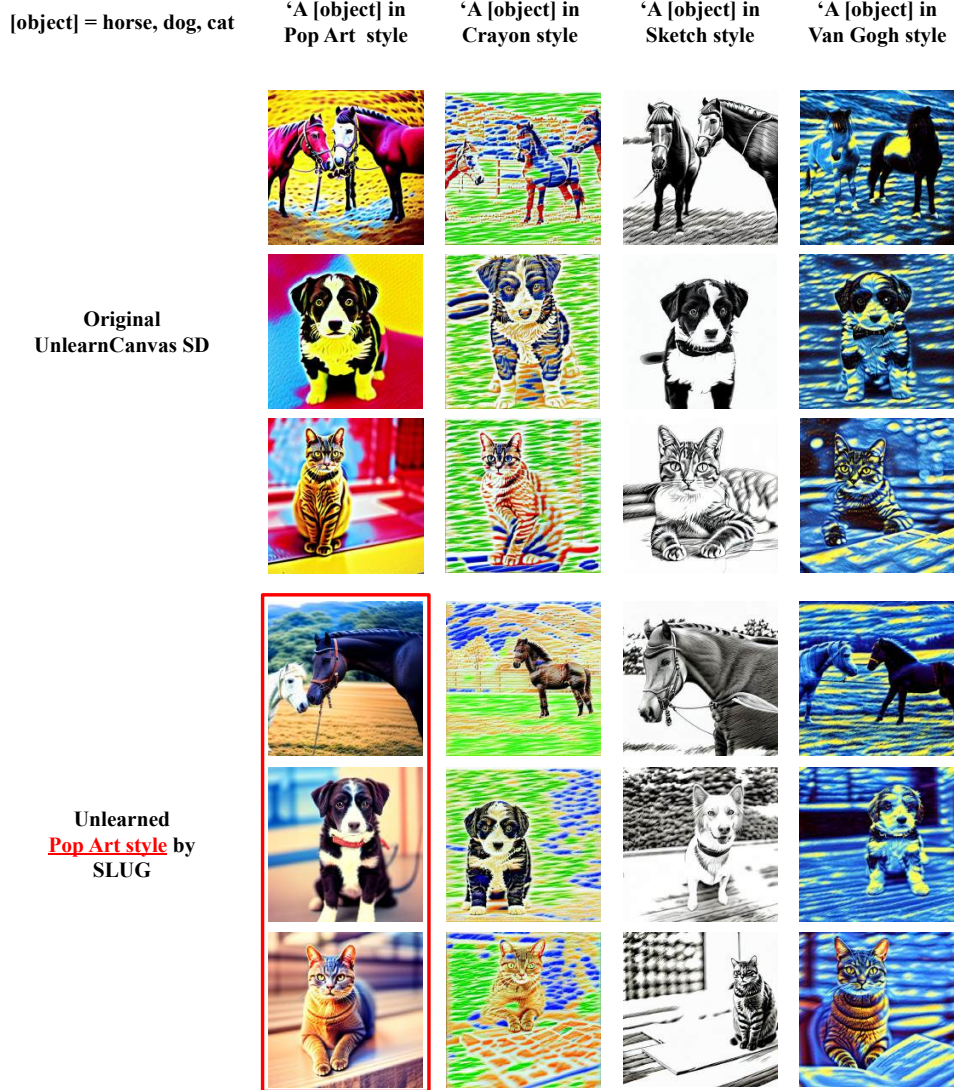 [object] = horse, dog, cat
‘A [object] in
Pop Art style
‘A [object] in
Crayon style
‘A [object] in
Sketch style
‘A [object] in
Van Gogh style
Original
UnlearnCanvas SD
Unlearned
Pop Art style by
SLUG